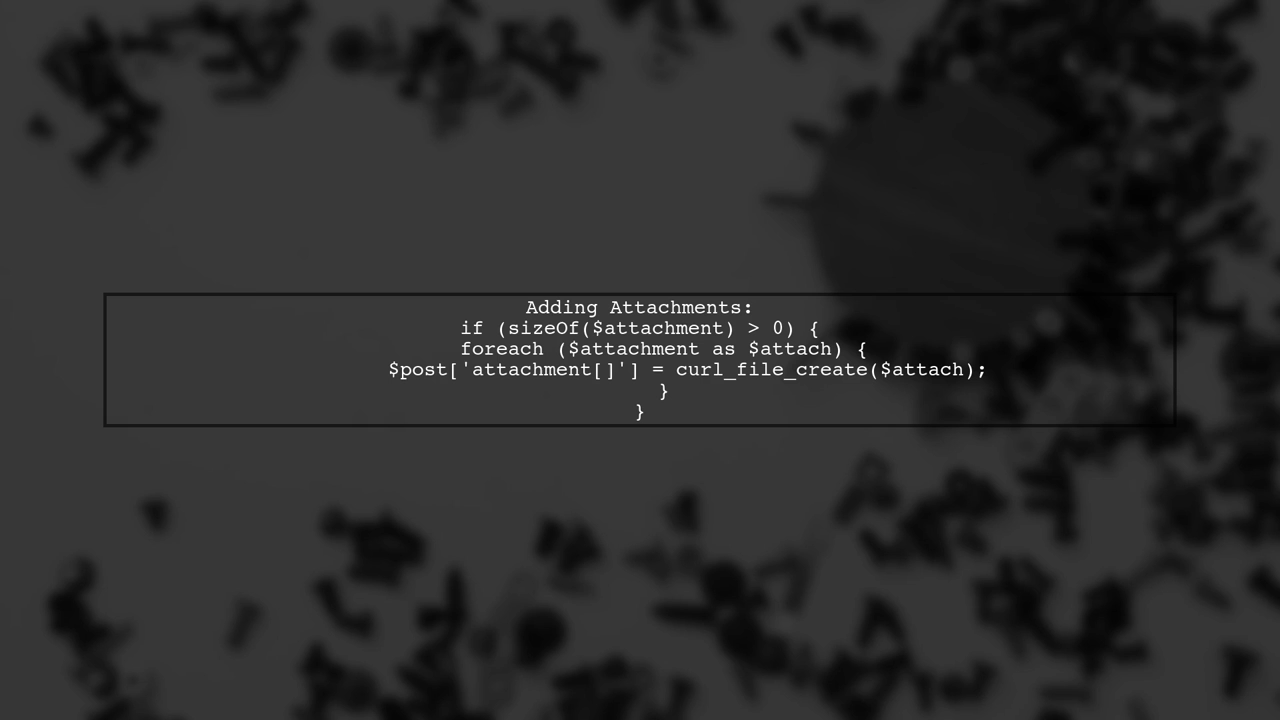 Adding Attachments:
if (sizeOf($attachment) > 0) {
foreach ($attachment as $attach) {
$post['attachment[]'] = curl_file_create($attach);
}
}